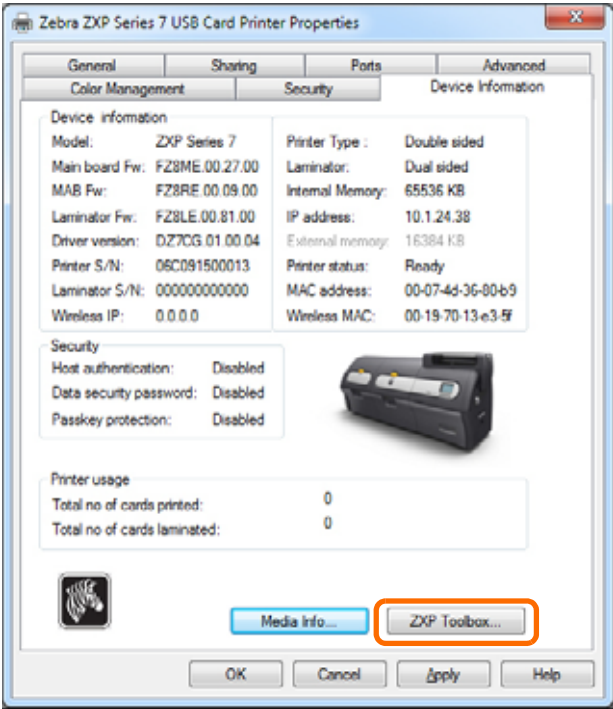 Zebra ZXP Series 7 USB Card Printer Properties
General Sharing Ports Advanced
Color Management Security Device Information
Device information
Model: ZXP Series 7 Printer Type : Double sided
Main board Fw: FZ8ME.00.27.00 Laminator: Dual sided
MAB Fw: FZ8RE.00.09.00 Internal Memory: 65536 KB
Laminator Fw: FZ8LE.00.81.00 IP address: 10.1.24.38
Driver version: DZ7CG.01.00.04 External memory: 16384 KB
Printer S/N: 06C091500013 Printer status: Ready
Laminator S/N: 000000000000 MAC address: 00-07-4d-36-80-b9
Wireless IP: 0.0.0.0 Wireless MAC: 00-19-70-13-e3-5f
Security
Host authentication: Disabled
Data security password: Disabled
Passkey protection: Disabled
Printer usage
Total no of cards printed: 0
Total no of cards laminated: 0
Media Info... ZXP Toolbox...
OK Cancel Apply Help